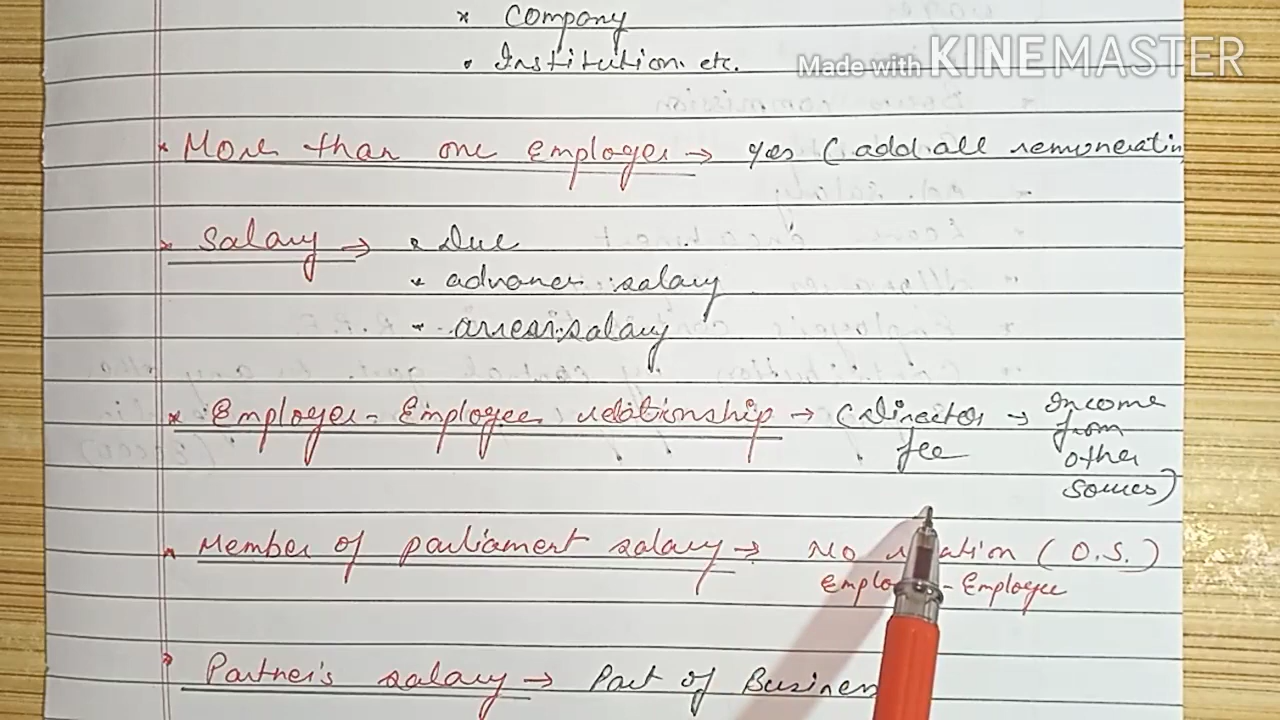 * Company
• Institution. etc.
Made with KINEMASTER
* More than one Employer → yes (add all remuneratin
* Salary → • Due
• advance salary
• arrear salary
* Employer - Employee relationship → (Director fee → Income from other sources)
* Member of parliament salary → No (O.S.)
- Employee
* Partner's salary → Part of Busines